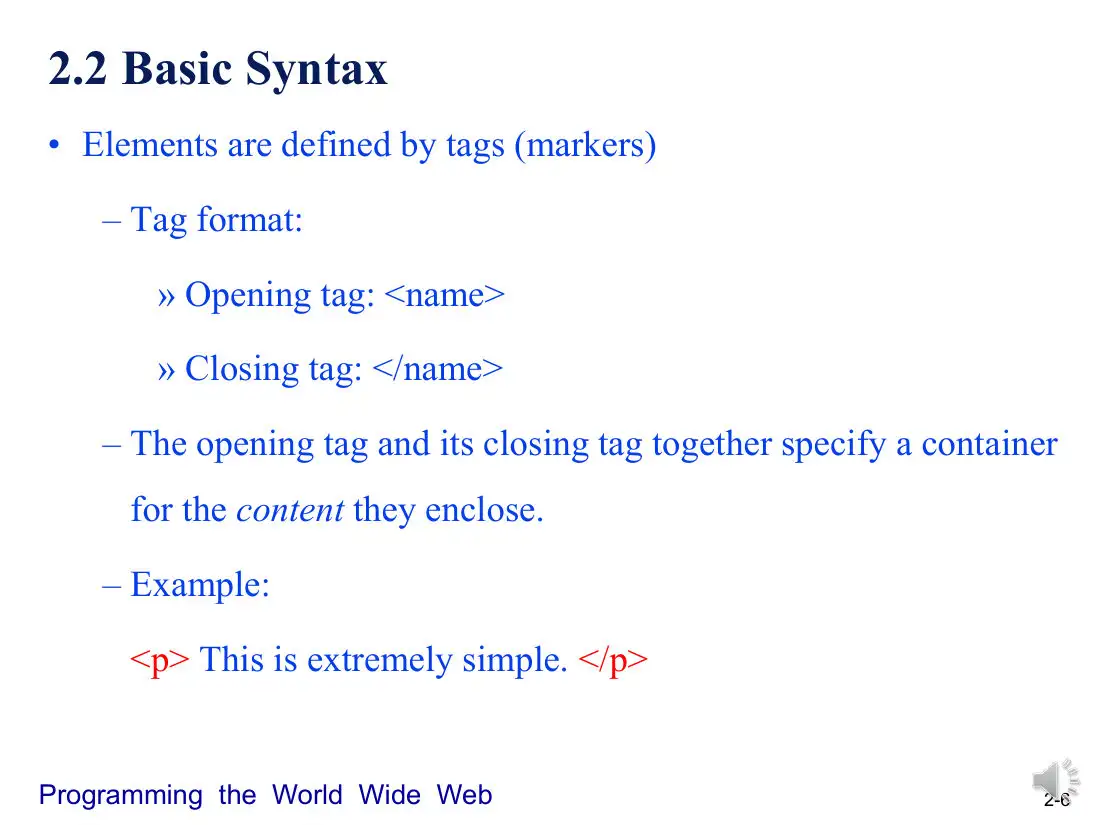 2.2 Basic Syntax
• Elements are defined by tags (markers)
– Tag format:
» Opening tag: <name>
» Closing tag: </name>
– The opening tag and its closing tag together specify a container
for the content they enclose.
– Example:
<p> This is extremely simple. </p>
Programming the World Wide Web
2-6